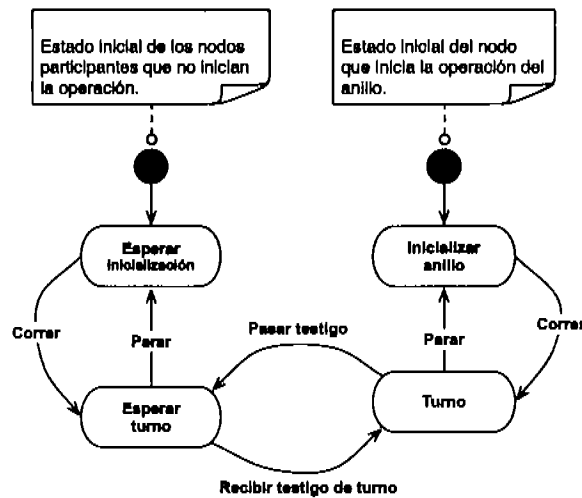 Estado inicial de los nodos
participantes que no inician
la operación.
Estado inicial del nodo
que inicia la operación del
anillo.
Esperar
inicialización
Inicializar
anillo
Correr
Parar
Pasar testigo
Parar
Correr
Esperar
turno
Turno
Recibir testigo de turno